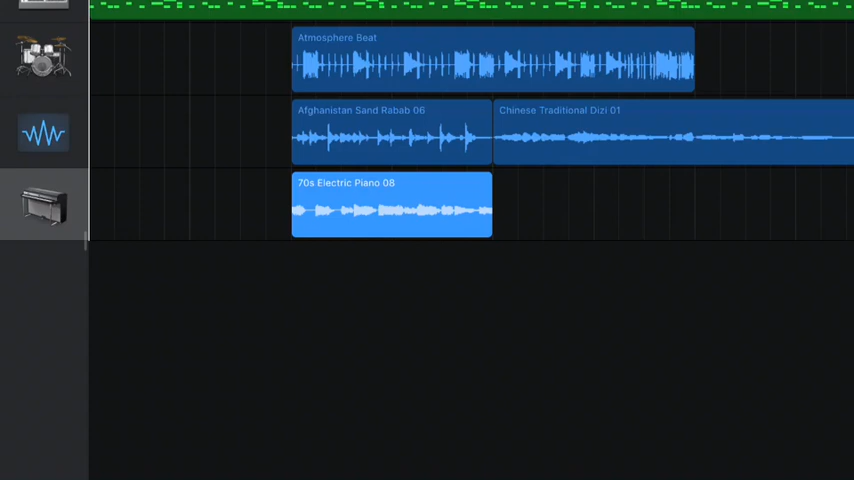 Atmosphere Beat
Afghanistan Sand Rabab 06
Chinese Traditional Dizi 01
70s Electric Piano 08